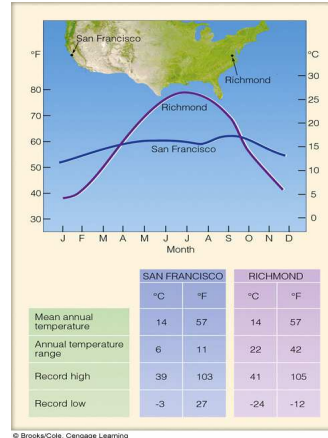 San Francisco
°F
°C
Richmond
80
70
60
50
40
30
30
25
20
15
10
5
0
Richmond
San Francisco
J F M A M J J A S O N D
Month
SAN FRANCISCO RICHMOND
°C °F °C °F
Mean annual temperature 14 57 14 57
Annual temperature range 6 11 22 42
Record high 39 103 41 105
Record low -3 27 -24 -12
© Brooks/Cole, Cengage Learning